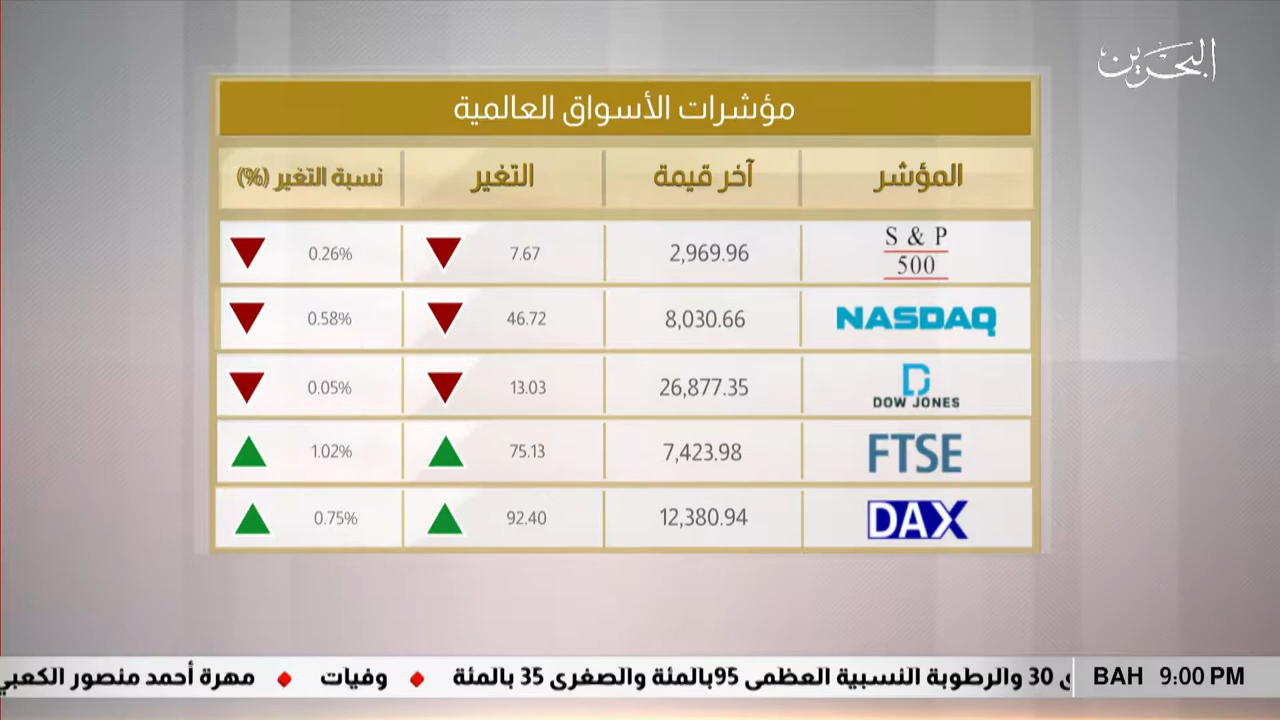 البحرين
مؤشرات الأسواق العالمية
المؤشر آخر قيمة التغير نسبة التغير (%)
S & P 500 2,969.96 7.67 0.26%
NASDAQ 8,030.66 46.72 0.58%
DOW JONES 26,877.35 13.03 0.05%
FTSE 7,423.98 75.13 1.02%
DAX 12,380.94 92.40 0.75%
BAH 9:00 PM
30 والرطوبة النسبية العظمى 95بالمئة والصغرى 35 بالمئة ♦ وفيات ♦ مهرة أحمد منصور الكعبي